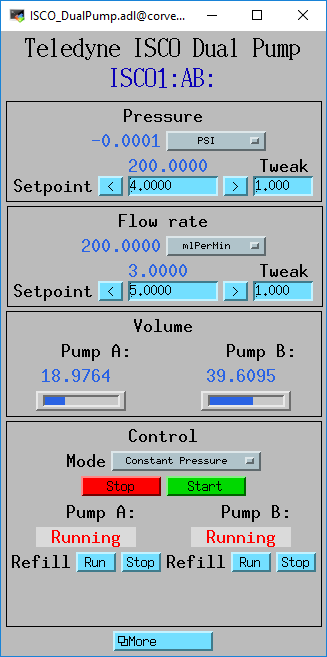 ISCO_DualPump.adl@corve...
Teledyne ISCO Dual Pump
ISCO1:AB:
Pressure
-0.0001 PSI
200.0000 Tweak
Setpoint < 4.0000 > 1.000
Flow rate
200.0000 mlPerMin
3.0000 Tweak
Setpoint < 5.0000 > 1.000
Volume
Pump A: Pump B:
18.9764 39.6095
Control
Mode Constant Pressure
Stop Start
Pump A: Pump B:
Running Running
Refill Run Stop Refill Run Stop
More